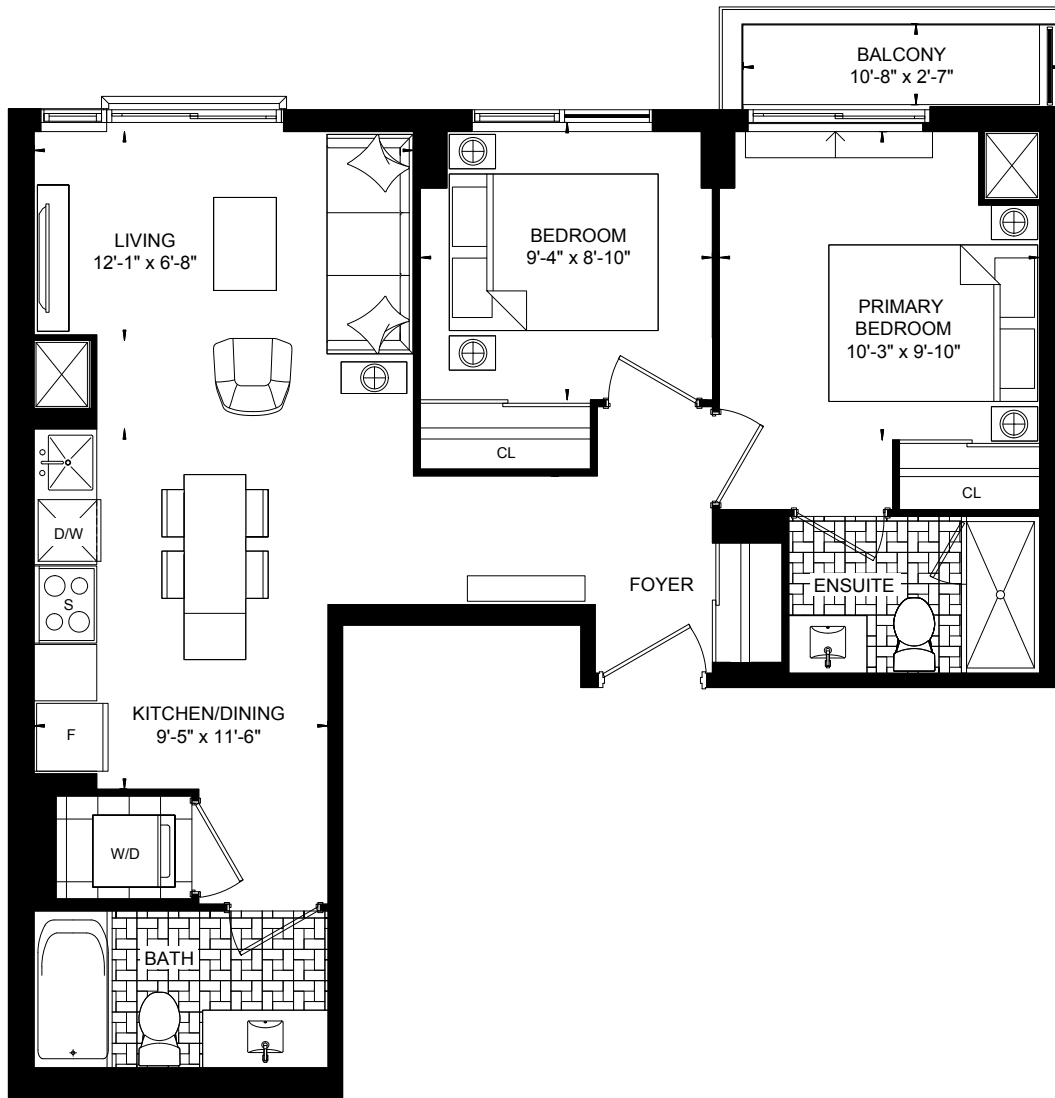 BALCONY
10'-8" x 2'-7"
LIVING
12'-1" x 6'-8"
BEDROOM
9'-4" x 8'-10"
PRIMARY
BEDROOM
10'-3" x 9'-10"
CL
CL
D/W
S
FOYER
ENSUITE
KITCHEN/DINING
9'-5" x 11'-6"
F
W/D
BATH